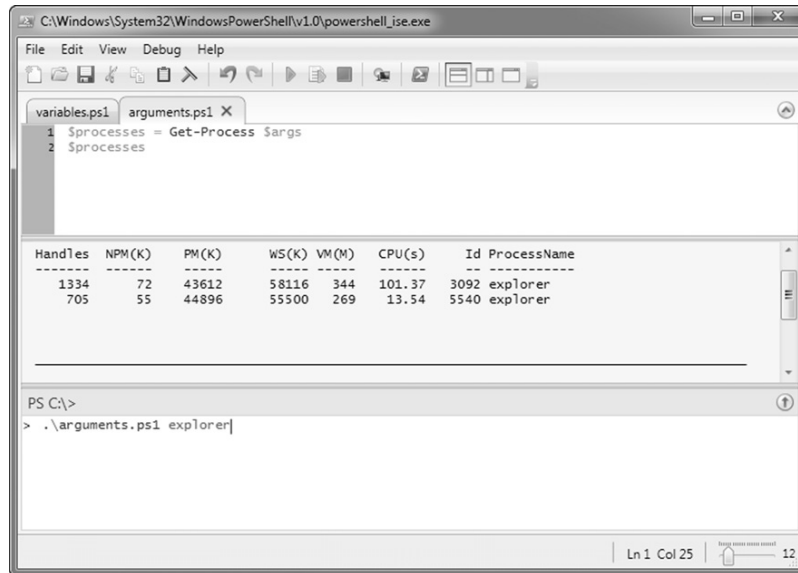 C:\Windows\System32\WindowsPowerShell\v1.0\powershell_ise.exe
File Edit View Debug Help
variables.ps1 arguments.ps1
1 $processes = Get-Process $args
2 $processes
Handles NPM(K) PM(K) WS(K) VM(M) CPU(s) Id ProcessName
------- ------ ----- ----- ----- ------ -- -----------
1334 72 43612 58116 344 101.37 3092 explorer
705 55 44896 55500 269 13.54 5540 explorer
PS C:\>
> .\arguments.ps1 explorer
Ln 1 Col 25 12